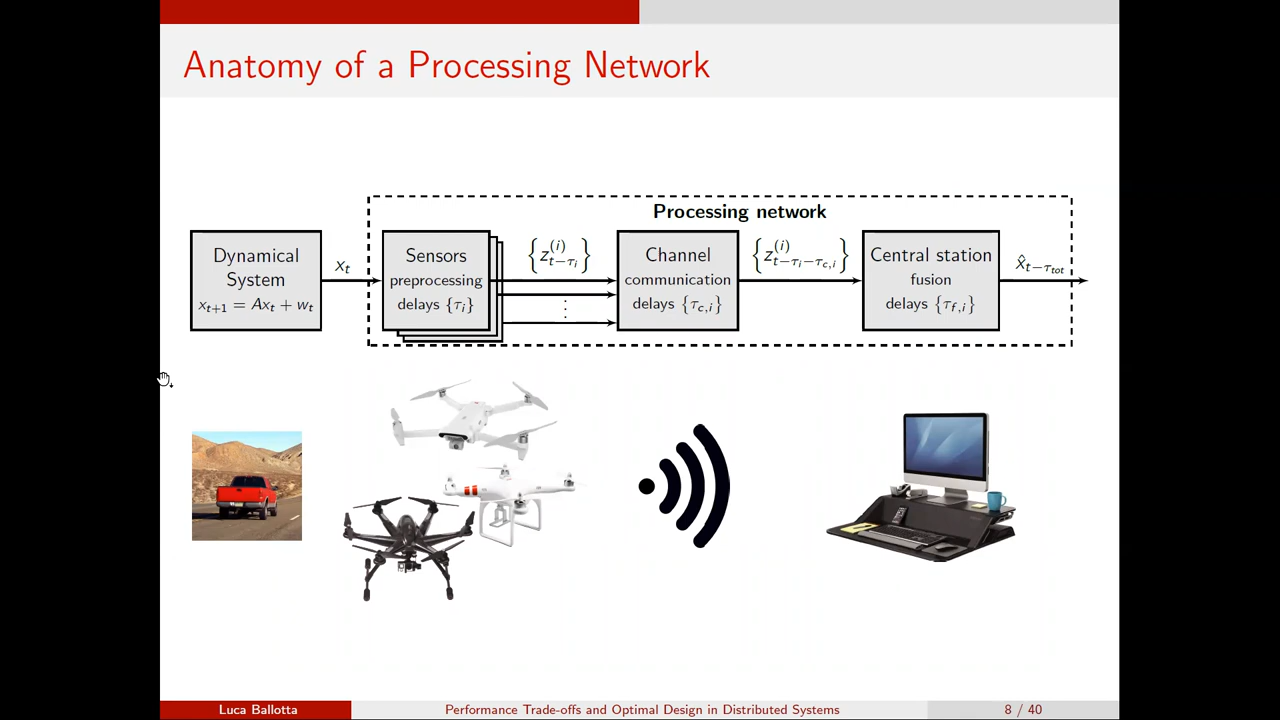 Anatomy of a Processing Network
Processing network
Dynamical
System
x_{t+1} = Ax_t + w_t
x_t
Sensors
preprocessing
delays {τ_i}
{z^{(i)}_{t−τ_i}}
⋮
Channel
communication
delays {τ_{c,i}}
{z^{(i)}_{t−τ_i−τ_{c,i}}}
Central station
fusion
delays {τ_{f,i}}
x̂_{t−τ_{tot}}
Luca Ballotta
Performance Trade-offs and Optimal Design in Distributed Systems
8 / 40